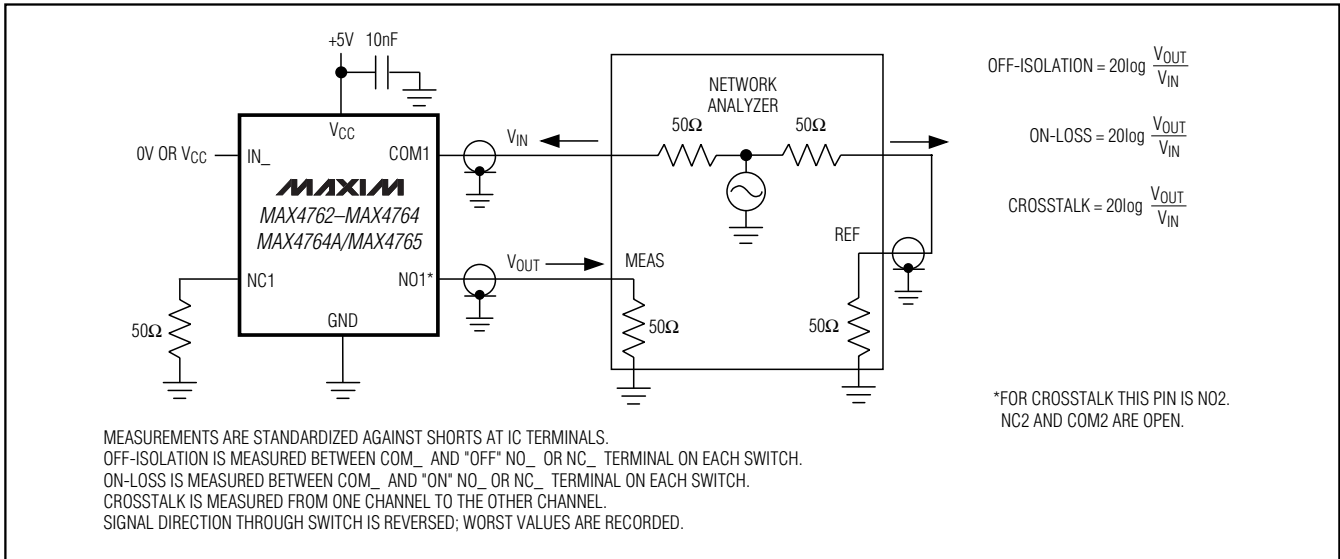 +5V 10nF
VCC
0V OR VCC
IN_
COM1
MAXIM
MAX4762–MAX4764
MAX4764A/MAX4765
NC1
NO1*
GND
50Ω
VIN
VOUT
NETWORK
ANALYZER
50Ω
50Ω
MEAS
REF
50Ω
50Ω
OFF-ISOLATION = 20log VOUT/VIN
ON-LOSS = 20log VOUT/VIN
CROSSTALK = 20log VOUT/VIN
*FOR CROSSTALK THIS PIN IS NO2.
NC2 AND COM2 ARE OPEN.
MEASUREMENTS ARE STANDARDIZED AGAINST SHORTS AT IC TERMINALS.
OFF-ISOLATION IS MEASURED BETWEEN COM_ AND "OFF" NO_ OR NC_ TERMINAL ON EACH SWITCH.
ON-LOSS IS MEASURED BETWEEN COM_ AND "ON" NO_ OR NC_ TERMINAL ON EACH SWITCH.
CROSSTALK IS MEASURED FROM ONE CHANNEL TO THE OTHER CHANNEL.
SIGNAL DIRECTION THROUGH SWITCH IS REVERSED; WORST VALUES ARE RECORDED.